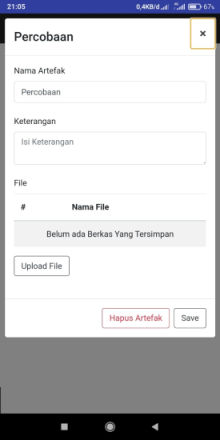 21:05 0,4KB/d 67%
Percobaan ×
Nama Artefak
Percobaan
Keterangan
Isi Keterangan
File
# Nama File
Belum ada Berkas Yang Tersimpan
Upload File
Hapus Artefak Save